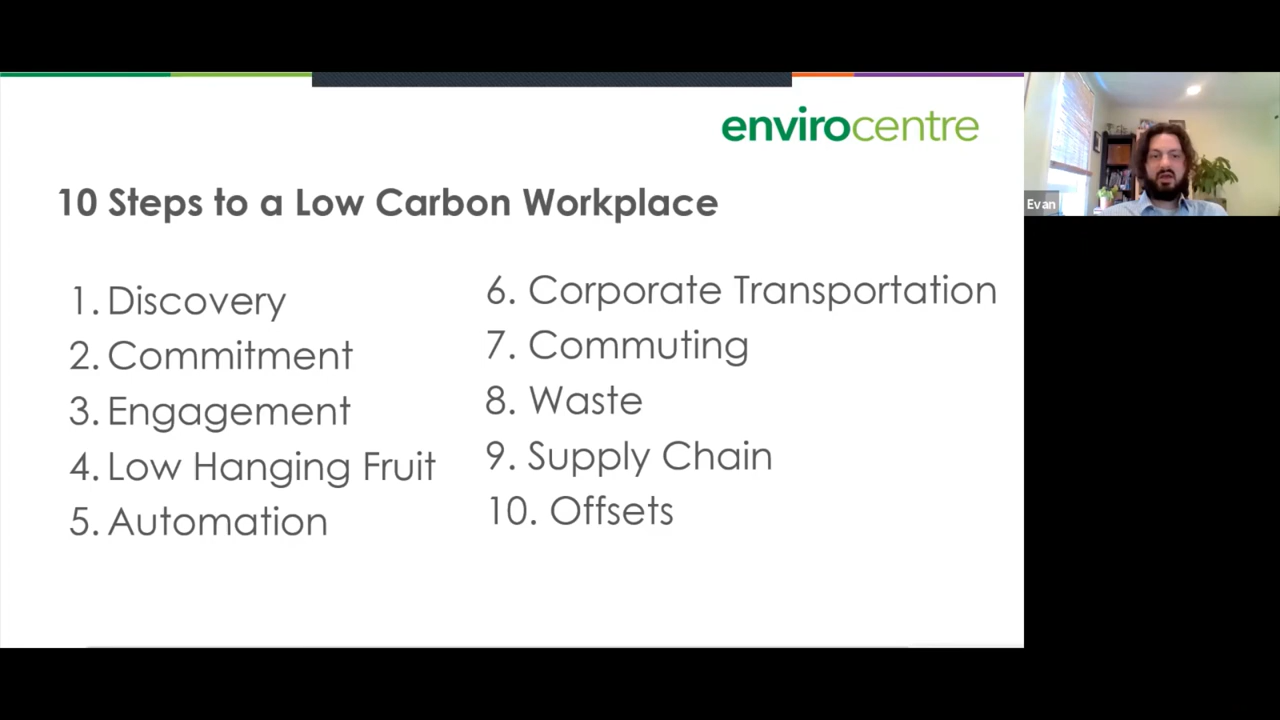 envirocentre
10 Steps to a Low Carbon Workplace
1. Discovery
2. Commitment
3. Engagement
4. Low Hanging Fruit
5. Automation
6. Corporate Transportation
7. Commuting
8. Waste
9. Supply Chain
10. Offsets
Evan